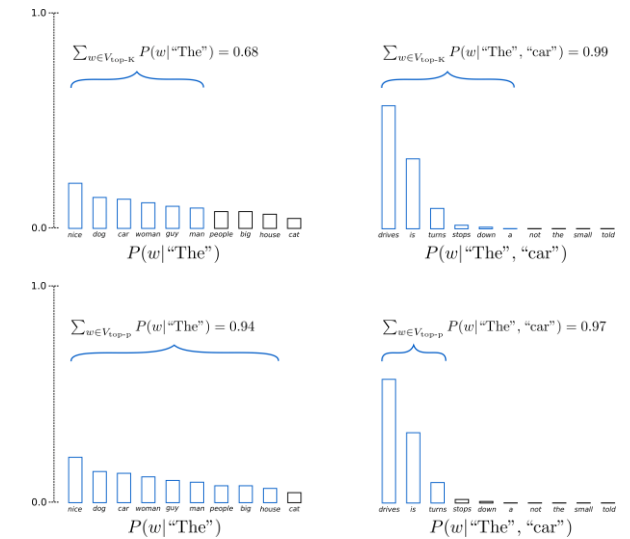 1.0
∑w∈Vtop-K P(w|“The”) = 0.68
∑w∈Vtop-K P(w|“The”, “car”) = 0.99
0.0
nice dog car woman guy man people big house cat
drives is turns stops down a not the small told
P(w|“The”)
P(w|“The”, “car”)
1.0
∑w∈Vtop-p P(w|“The”) = 0.94
∑w∈Vtop-p P(w|“The”, “car”) = 0.97
0.0
nice dog car woman guy man people big house cat
drives is turns stops down a not the small told
P(w|“The”)
P(w|“The”, “car”)